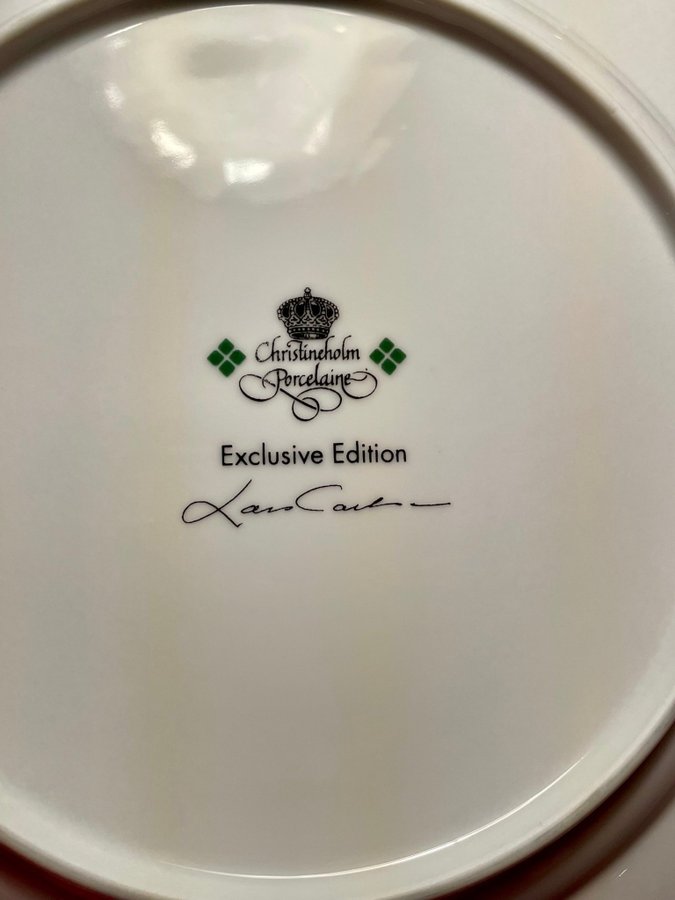 Christineholm
Porcelaine
Exclusive Edition